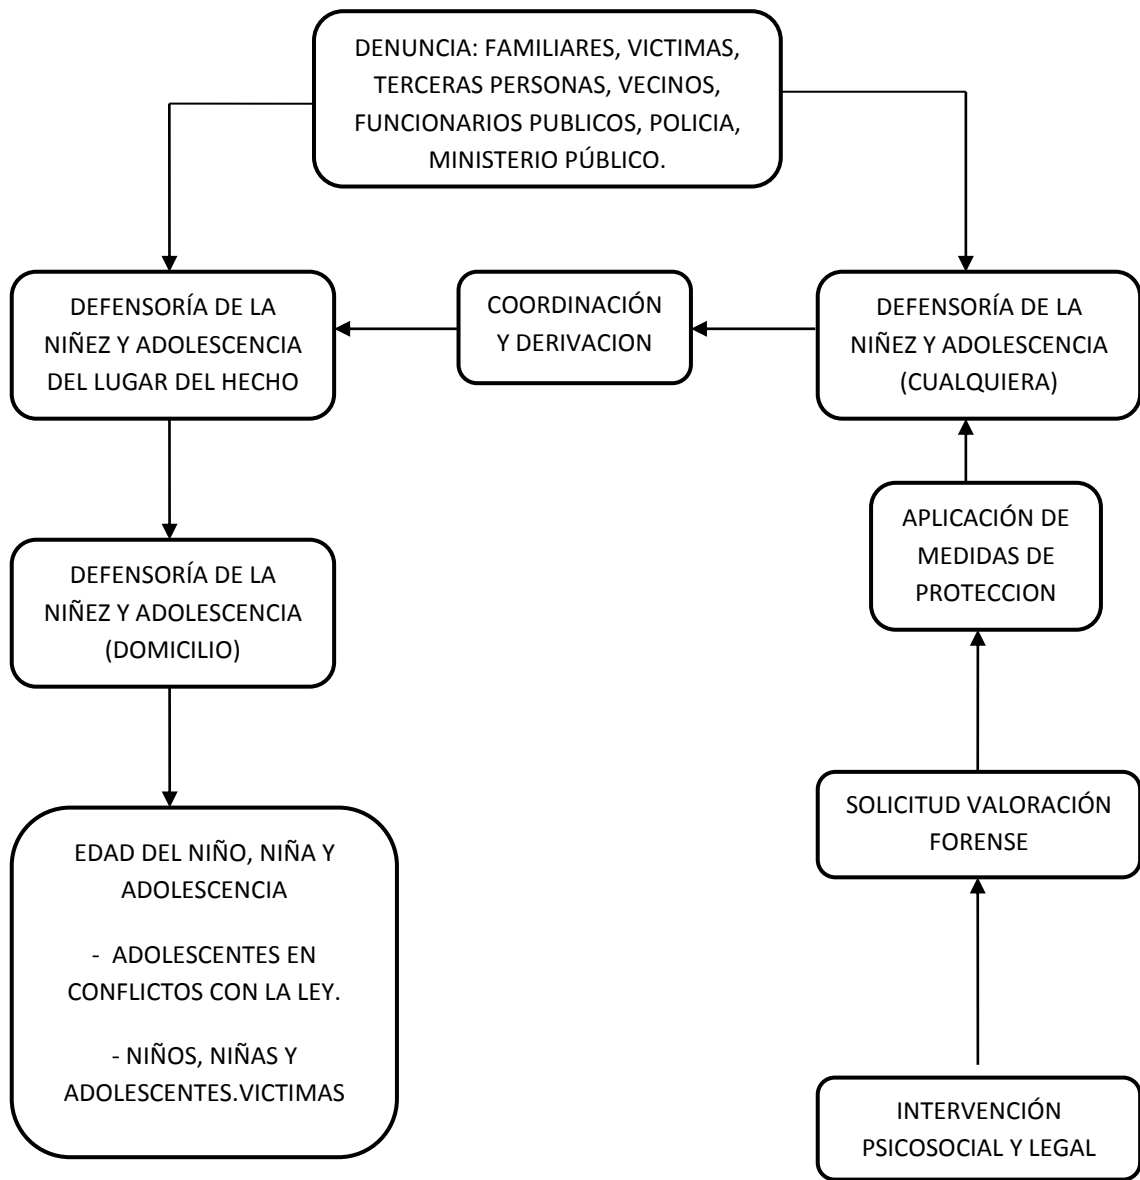 DENUNCIA: FAMILIARES, VICTIMAS,
TERCERAS PERSONAS, VECINOS,
FUNCIONARIOS PUBLICOS, POLICIA,
MINISTERIO PÚBLICO.
DEFENSORÍA DE LA
NIÑEZ Y ADOLESCENCIA
DEL LUGAR DEL HECHO
COORDINACIÓN
Y DERIVACION
DEFENSORÍA DE LA
NIÑEZ Y ADOLESCENCIA
(CUALQUIERA)
DEFENSORÍA DE LA
NIÑEZ Y ADOLESCENCIA
(DOMICILIO)
APLICACIÓN DE
MEDIDAS DE
PROTECCION
EDAD DEL NIÑO, NIÑA Y
ADOLESCENCIA
- ADOLESCENTES EN
CONFLICTOS CON LA LEY.
- NIÑOS, NIÑAS Y
ADOLESCENTES.VICTIMAS
SOLICITUD VALORACIÓN
FORENSE
INTERVENCIÓN
PSICOSOCIAL Y LEGAL